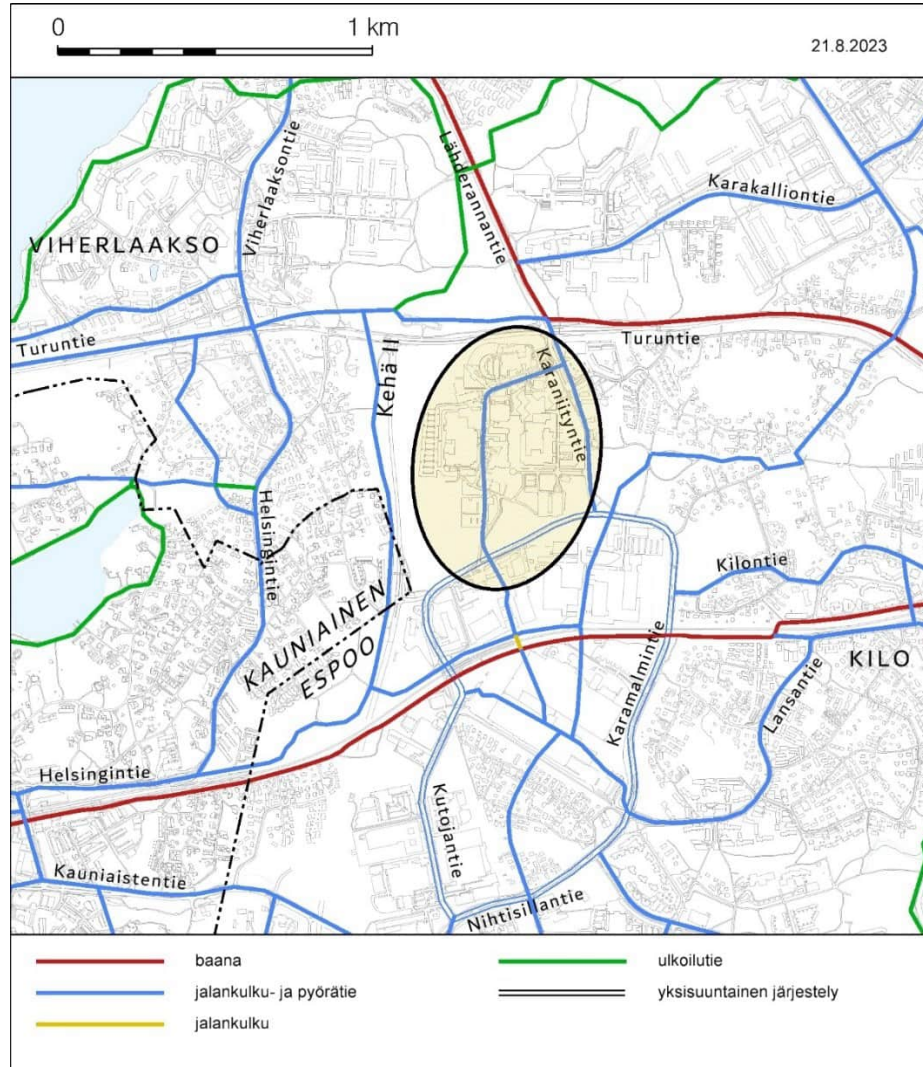 0 1 km
21.8.2023
Lähderannantie
Viherlaaksontie
Karakalliontie
VIHERLAAKSO
Turuntie
Kehä II
Turuntie
Karaniityntie
Helsingintie
Kilontie
KAUNIAINEN
ESPOO
Karamalmintie
KILO
Lansantie
Helsingintie
Kutojantie
Kauniaistentie
Nihtisillantie
baana
jalankulku- ja pyörätie
jalankulku
ulkoilutie
yksisuuntainen järjestely